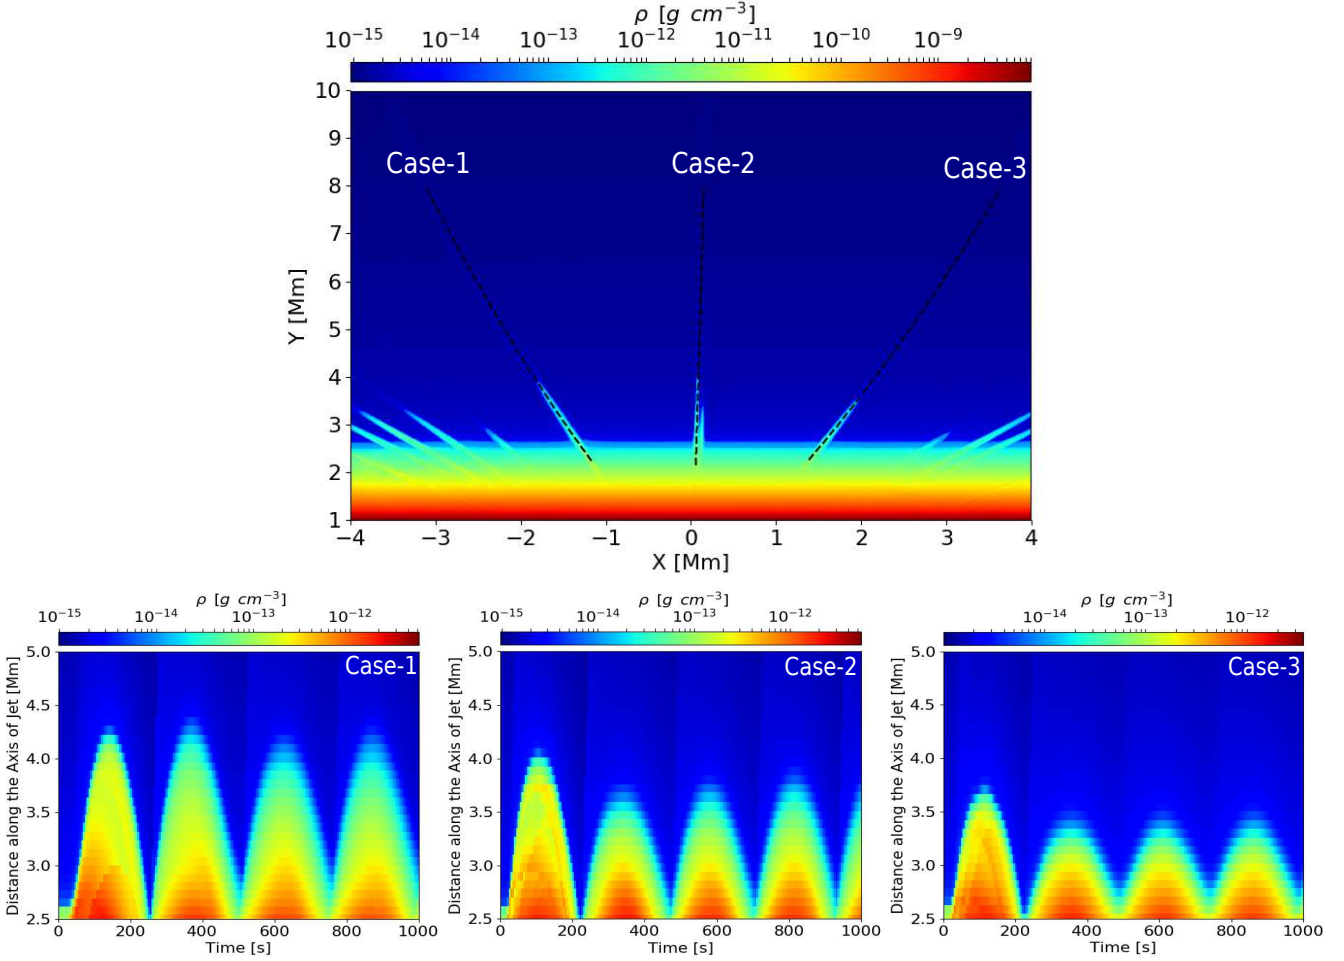 ρ [g cm⁻³]
10⁻¹⁵ 10⁻¹⁴ 10⁻¹³ 10⁻¹² 10⁻¹¹ 10⁻¹⁰ 10⁻⁹
10
9
Case-1 Case-2 Case-3
8
7
6
Y [Mm]
5
4
3
2
1
−4 −3 −2 −1 0 1 2 3 4
X [Mm]
ρ [g cm⁻³]
10⁻¹⁵ 10⁻¹⁴ 10⁻¹³ 10⁻¹²
Case-1
Distance along the Axis of Jet [Mm]
5.0
4.5
4.0
3.5
3.0
2.5
0 200 400 600 800 1000
Time [s]
ρ [g cm⁻³]
10⁻¹⁵ 10⁻¹⁴ 10⁻¹³ 10⁻¹²
Case-2
Distance along the Axis of Jet [Mm]
5.0
4.5
4.0
3.5
3.0
2.5
0 200 400 600 800 1000
Time [s]
ρ [g cm⁻³]
10⁻¹⁴ 10⁻¹³ 10⁻¹²
Case-3
Distance along the Axis of Jet [Mm]
5.0
4.5
4.0
3.5
3.0
2.5
0 200 400 600 800 1000
Time [s]